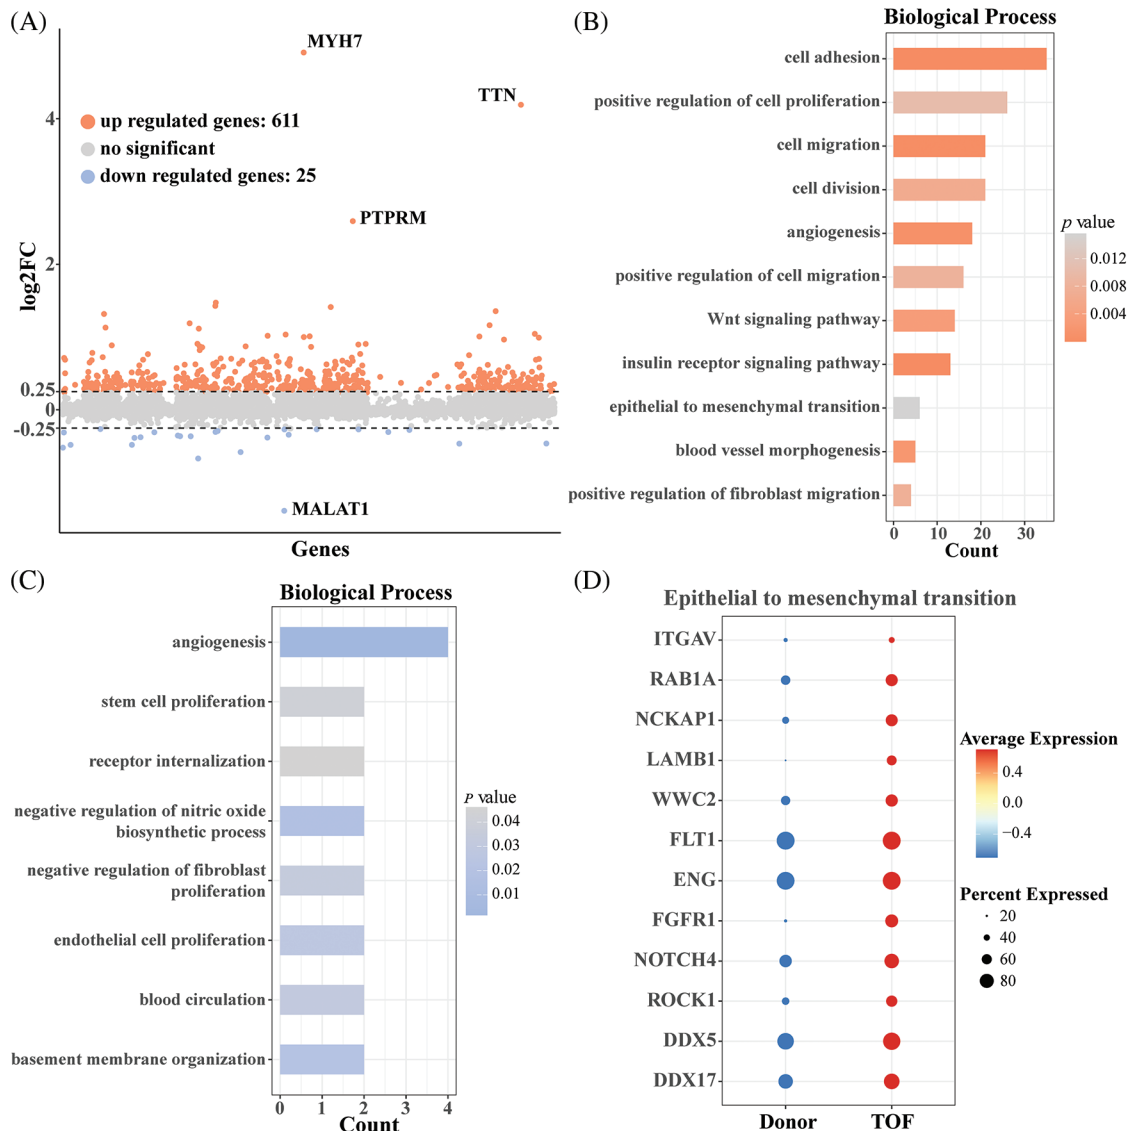 (A)
MYH7
TTN
4
up regulated genes: 611
no significant
down regulated genes: 25
PTPRM
2
log2FC
0.25
0
-0.25
MALAT1
Genes
(B)
Biological Process
cell adhesion
positive regulation of cell proliferation
cell migration
cell division
angiogenesis
positive regulation of cell migration
Wnt signaling pathway
insulin receptor signaling pathway
epithelial to mesenchymal transition
blood vessel morphogenesis
positive regulation of fibroblast migration
0 10 20 30
Count
p value
0.012
0.008
0.004
(C)
Biological Process
angiogenesis
stem cell proliferation
receptor internalization
negative regulation of nitric oxide
biosynthetic process
negative regulation of fibroblast
proliferation
endothelial cell proliferation
blood circulation
basement membrane organization
0 1 2 3 4
Count
P value
0.04
0.03
0.02
0.01
(D)
Epithelial to mesenchymal transition
ITGAV
RAB1A
NCKAP1
LAMB1
WWC2
FLT1
ENG
FGFR1
NOTCH4
ROCK1
DDX5
DDX17
Donor TOF
Average Expression
0.4
0.0
−0.4
Percent Expressed
20
40
60
80